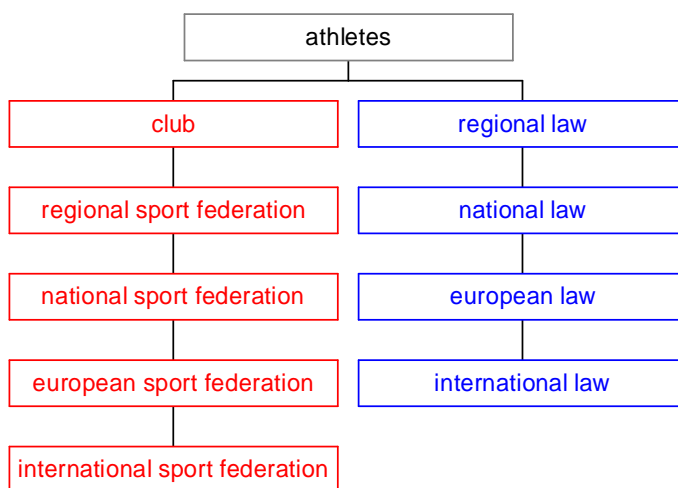 athletes
club
regional law
regional sport federation
national law
national sport federation
european law
european sport federation
international law
international sport federation